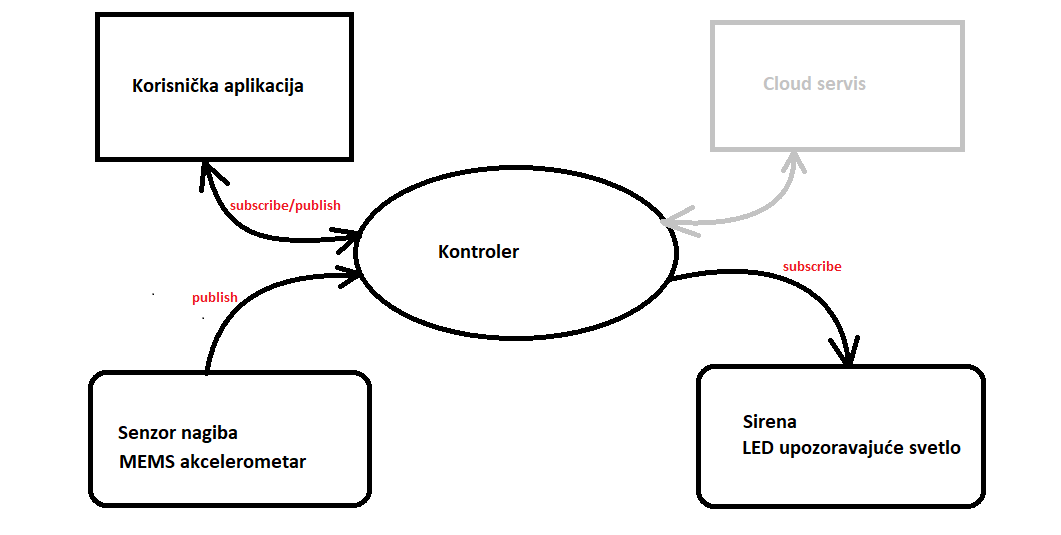 Korisnička aplikacija
Cloud servis
subscribe/publish
Kontroler
subscribe
publish
Senzor nagiba
MEMS akcelerometar
Sirena
LED upozoravajuće svetlo